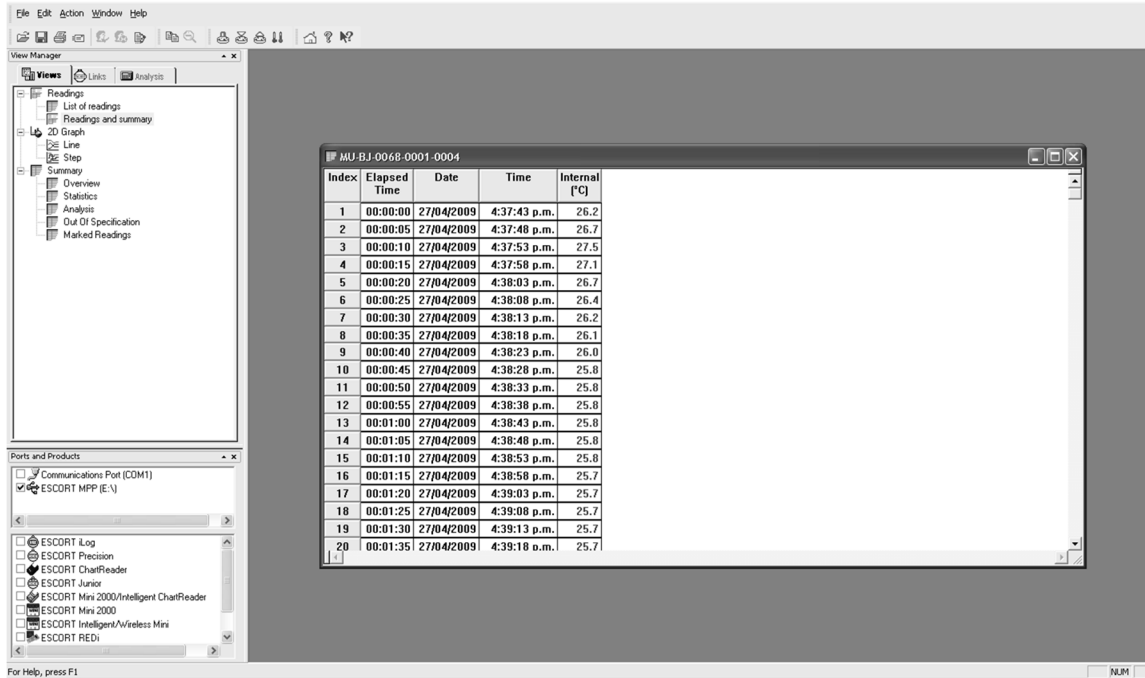 File Edit Action Window Help
View Manager
Views Links Analysis
Readings
List of readings
Readings and summary
2D Graph
Line
Step
Summary
Overview
Statistics
Analysis
Out Of Specification
Marked Readings
Ports and Products
Communications Port (COM1)
ESCORT MPP (E:\)
ESCORT iLog
ESCORT Precision
ESCORT ChartReader
ESCORT Junior
ESCORT Mini 2000/Intelligent ChartReader
ESCORT Mini 2000
ESCORT Intelligent/Wireless Mini
ESCORT REDi
MU-BJ-0068-0001-0004
Index Elapsed Time Date Time Internal (°C)
1 00:00:00 27/04/2009 4:37:43 p.m. 26.2
2 00:00:05 27/04/2009 4:37:48 p.m. 26.7
3 00:00:10 27/04/2009 4:37:53 p.m. 27.5
4 00:00:15 27/04/2009 4:37:58 p.m. 27.1
5 00:00:20 27/04/2009 4:38:03 p.m. 26.7
6 00:00:25 27/04/2009 4:38:08 p.m. 26.4
7 00:00:30 27/04/2009 4:38:13 p.m. 26.2
8 00:00:35 27/04/2009 4:38:18 p.m. 26.1
9 00:00:40 27/04/2009 4:38:23 p.m. 26.0
10 00:00:45 27/04/2009 4:38:28 p.m. 25.8
11 00:00:50 27/04/2009 4:38:33 p.m. 25.8
12 00:00:55 27/04/2009 4:38:38 p.m. 25.8
13 00:01:00 27/04/2009 4:38:43 p.m. 25.8
14 00:01:05 27/04/2009 4:38:48 p.m. 25.8
15 00:01:10 27/04/2009 4:38:53 p.m. 25.8
16 00:01:15 27/04/2009 4:38:58 p.m. 25.7
17 00:01:20 27/04/2009 4:39:03 p.m. 25.7
18 00:01:25 27/04/2009 4:39:08 p.m. 25.7
19 00:01:30 27/04/2009 4:39:13 p.m. 25.7
20 00:01:35 27/04/2009 4:39:18 p.m. 25.7
For Help, press F1
NUM